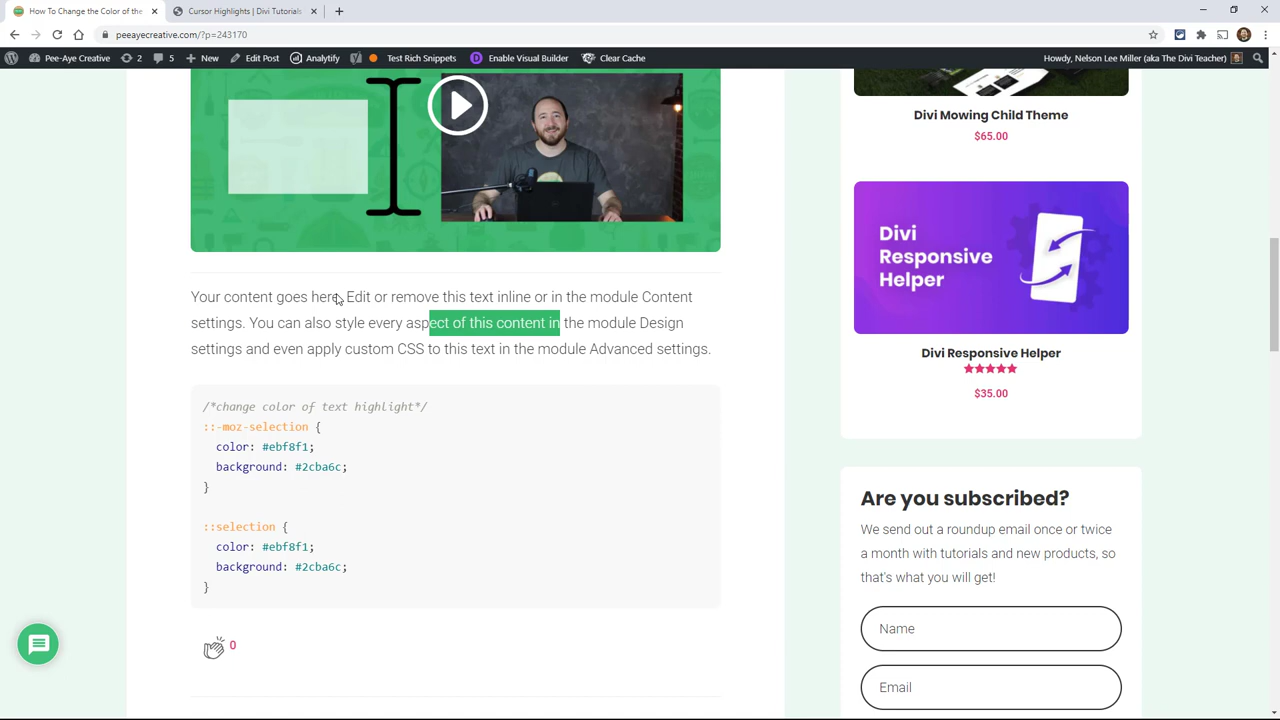 How To Change the Color of the
Cursor Highlights | Divi Tutorials
peeayecreative.com/?p=243170
Pee-Aye Creative
2
5
New
Edit Post
Analytify
Test Rich Snippets
Enable Visual Builder
Clear Cache
Howdy, Nelson Lee Miller (aka The Divi Teacher)
Your content goes here. Edit or remove this text inline or in the module Content
settings. You can also style every aspect of this content in the module Design
settings and even apply custom CSS to this text in the module Advanced settings.
/*change color of text highlight*/
::-moz-selection {
color: #ebf8f1;
background: #2cba6c;
}
::selection {
color: #ebf8f1;
background: #2cba6c;
}
0
Divi Mowing Child Theme
$65.00
Divi
Responsive
Helper
Divi Responsive Helper
$35.00
Are you subscribed?
We send out a roundup email once or twice
a month with tutorials and new products, so
that's what you will get!
Name
Email